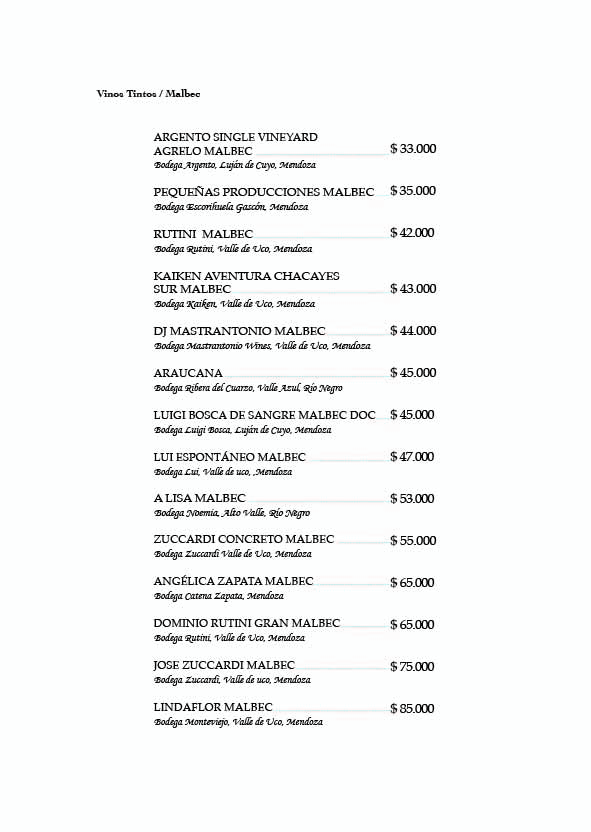 Vinos Tintos / Malbec
ARGENTO SINGLE VINEYARD
AGRELO MALBEC $ 33.000
Bodega Argento, Luján de Cuyo, Mendoza
PEQUEÑAS PRODUCCIONES MALBEC $ 35.000
Bodega Escorihuela Gascón, Mendoza
RUTINI MALBEC $ 42.000
Bodega Rutini, Valle de Uco, Mendoza
KAIKEN AVENTURA CHACAYES
SUR MALBEC $ 43.000
Bodega Kaiken, Valle de Uco, Mendoza
DJ MASTRANTONIO MALBEC $ 44.000
Bodega Mastrantonio Wines, Valle de Uco, Mendoza
ARAUCANA $ 45.000
Bodega Ribera del Cuarzo, Valle Azul, Río Negro
LUIGI BOSCA DE SANGRE MALBEC DOC $ 45.000
Bodega Luigi Bosca, Luján de Cuyo, Mendoza
LUI ESPONTÁNEO MALBEC $ 47.000
Bodega Lui, Valle de uco, ,Mendoza
A LISA MALBEC $ 53.000
Bodega Noemia, Alto Valle, Río Negro
ZUCCARDI CONCRETO MALBEC $ 55.000
Bodega Zuccardi Valle de Uco, Mendoza
ANGÉLICA ZAPATA MALBEC $ 65.000
Bodega Catena Zapata, Mendoza
DOMINIO RUTINI GRAN MALBEC $ 65.000
Bodega Rutini, Valle de Uco, Mendoza
JOSE ZUCCARDI MALBEC $ 75.000
Bodega Zuccardi, Valle de uco, Mendoza
LINDAFLOR MALBEC $ 85.000
Bodega Monteviejo, Valle de Uco, Mendoza